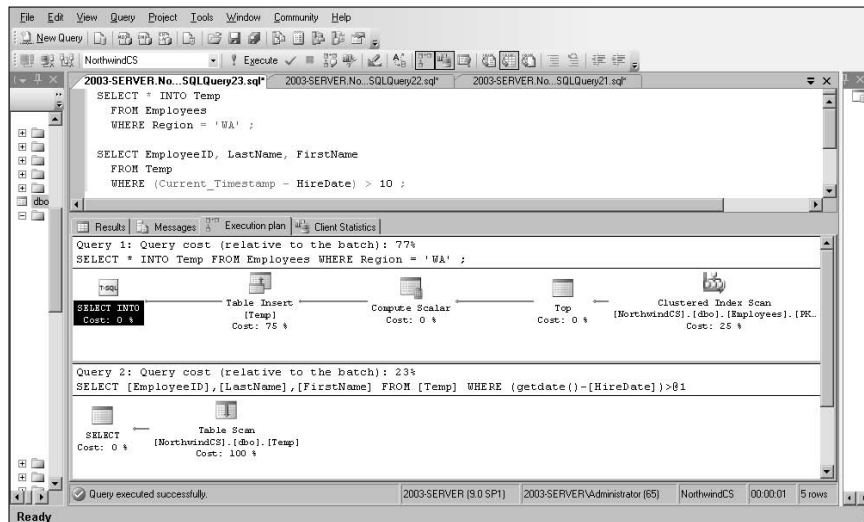 File Edit View Query Project Tools Window Community Help
New Query
NorthwindCS Execute
2003-SERVER.No...SQLQuery23.sql* 2003-SERVER.No...SQLQuery22.sql* 2003-SERVER.No...SQLQuery21.sql*
SELECT * INTO Temp
FROM Employees
WHERE Region = 'WA' ;
SELECT EmployeeID, LastName, FirstName
FROM Temp
WHERE (Current_Timestamp - HireDate) > 10 ;
dbo
Results Messages Execution plan Client Statistics
Query 1: Query cost (relative to the batch): 77%
SELECT * INTO Temp FROM Employees WHERE Region = 'WA' ;
T-SQL
SELECT INTO
Cost: 0 %
Table Insert
[Temp]
Cost: 75 %
Compute Scalar
Cost: 0 %
Top
Cost: 0 %
Clustered Index Scan
[NorthwindCS].[dbo].[Employees].[PK...
Cost: 25 %
Query 2: Query cost (relative to the batch): 23%
SELECT [EmployeeID],[LastName],[FirstName] FROM [Temp] WHERE (getdate()-[HireDate])>@1
SELECT
Cost: 0 %
Table Scan
[NorthwindCS].[dbo].[Temp]
Cost: 100 %
Query executed successfully. 2003-SERVER (9.0 SP1) 2003-SERVER\Administrator (65) NorthwindCS 00:00:01 5 rows
Ready